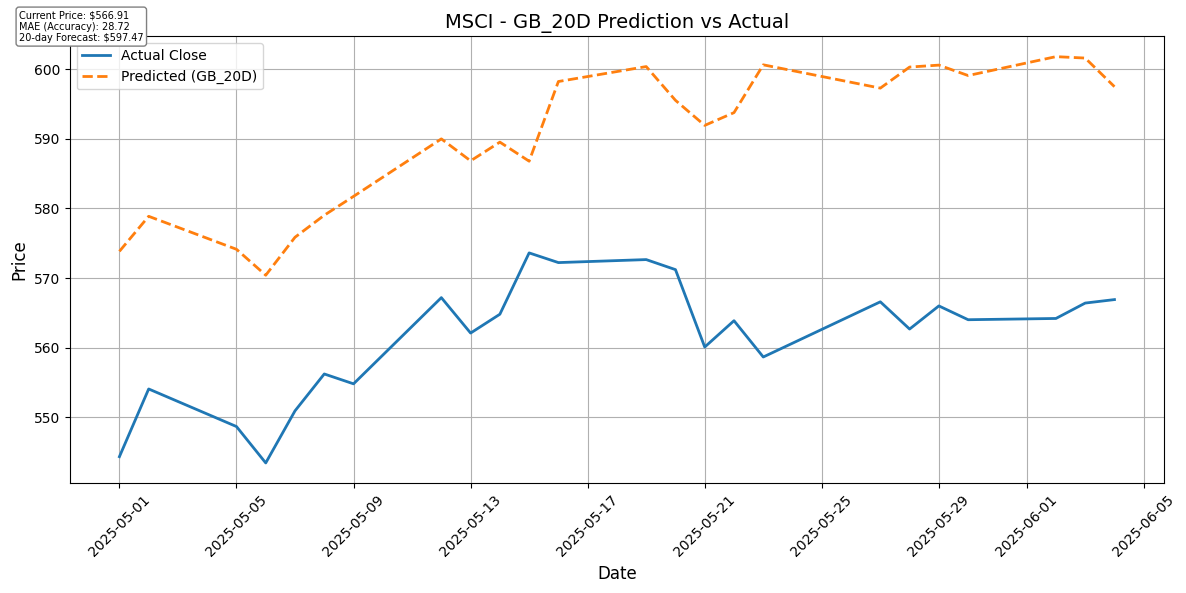 MSCI - GB_20D Prediction vs Actual
Current Price: $566.91
MAE (Accuracy): 28.72
20-day Forecast: $597.47
Actual Close
Predicted (GB_20D)
Price
600
590
580
570
560
550
2025-05-01
2025-05-05
2025-05-09
2025-05-13
2025-05-17
2025-05-21
2025-05-25
2025-05-29
2025-06-01
2025-06-05
Date